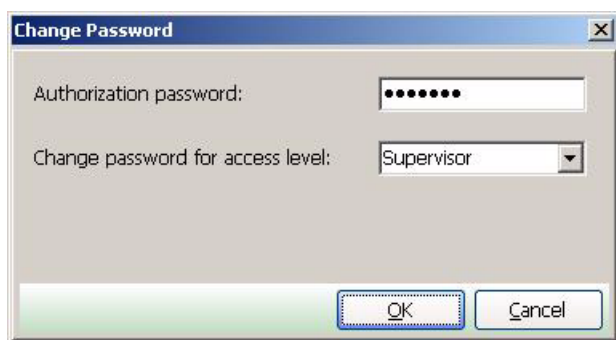 Change Password
Authorization password: •••••••
Change password for access level: Supervisor
OK Cancel